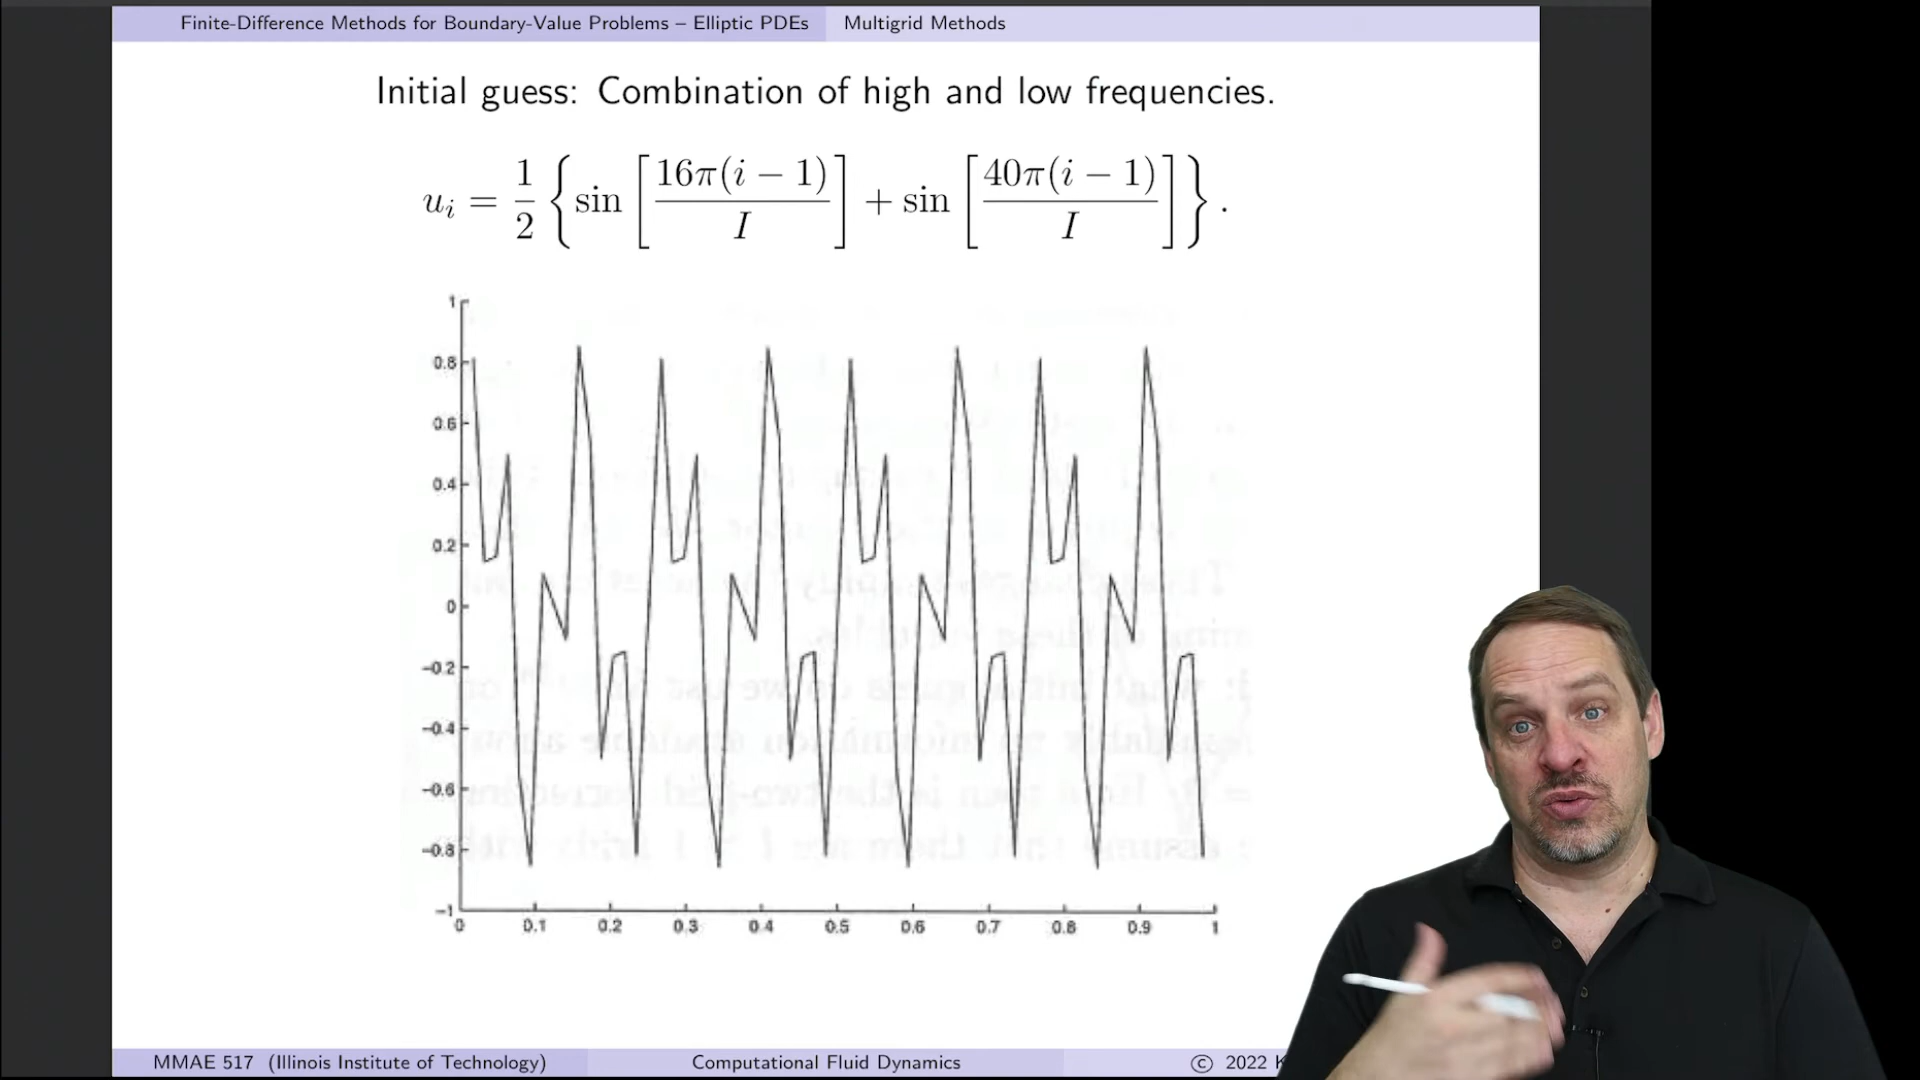 Finite-Difference Methods for Boundary-Value Problems – Elliptic PDEs Multigrid Methods
Initial guess: Combination of high and low frequencies.
u_i = 1/2 { sin [ 16π(i − 1) / I ] + sin [ 40π(i − 1) / I ] } .
1
0.8
0.6
0.4
0.2
0
−0.2
−0.4
−0.6
−0.8
−1
0 0.1 0.2 0.3 0.4 0.5 0.6 0.7 0.8 0.9 1
MMAE 517 (Illinois Institute of Technology) Computational Fluid Dynamics © 2022 K